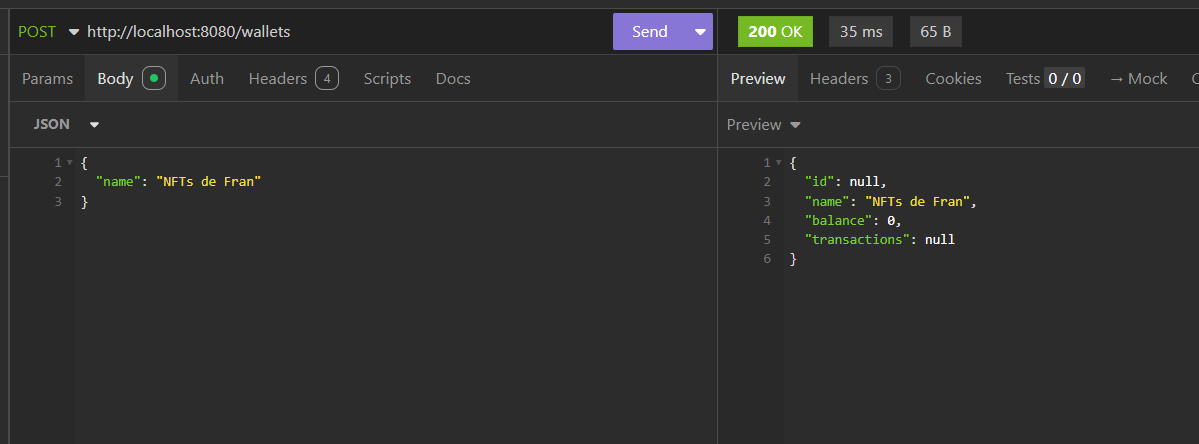 POST http://localhost:8080/wallets Send 200 OK 35 ms 65 B
Params Body Auth Headers 4 Scripts Docs Preview Headers 3 Cookies Tests 0 / 0 → Mock C
JSON Preview
1 {
2 "name": "NFTs de Fran"
3 }
1 {
2 "id": null,
3 "name": "NFTs de Fran",
4 "balance": 0,
5 "transactions": null
6 }